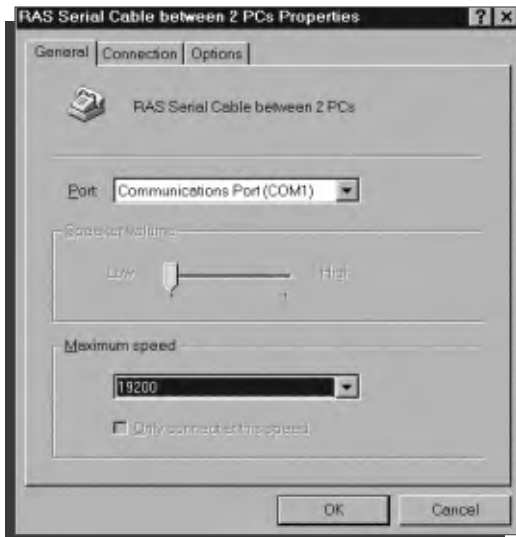 RAS Serial Cable between 2 PCs Properties ? ×
General Connection Options
RAS Serial Cable between 2 PCs
Port Communications Port (COM1)
Speaker volume
Low High
Maximum speed
19200
Only connect at this speed
OK Cancel